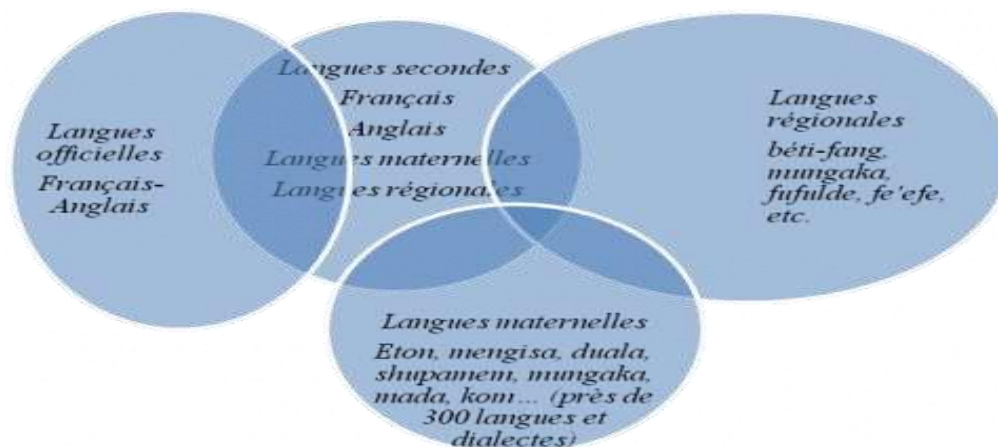 Langues
officielles
Français-
Anglais
Langues secondes
Français
Anglais
Langues maternelles
Langues régionales
Langues
régionales
béti-fang,
mungaka,
fufulde, fe'efe,
etc.
Langues maternelles
Eton, mengisa, duala,
shupamem, mungaka,
mada, kom... (près de
300 langues et
dialectes)